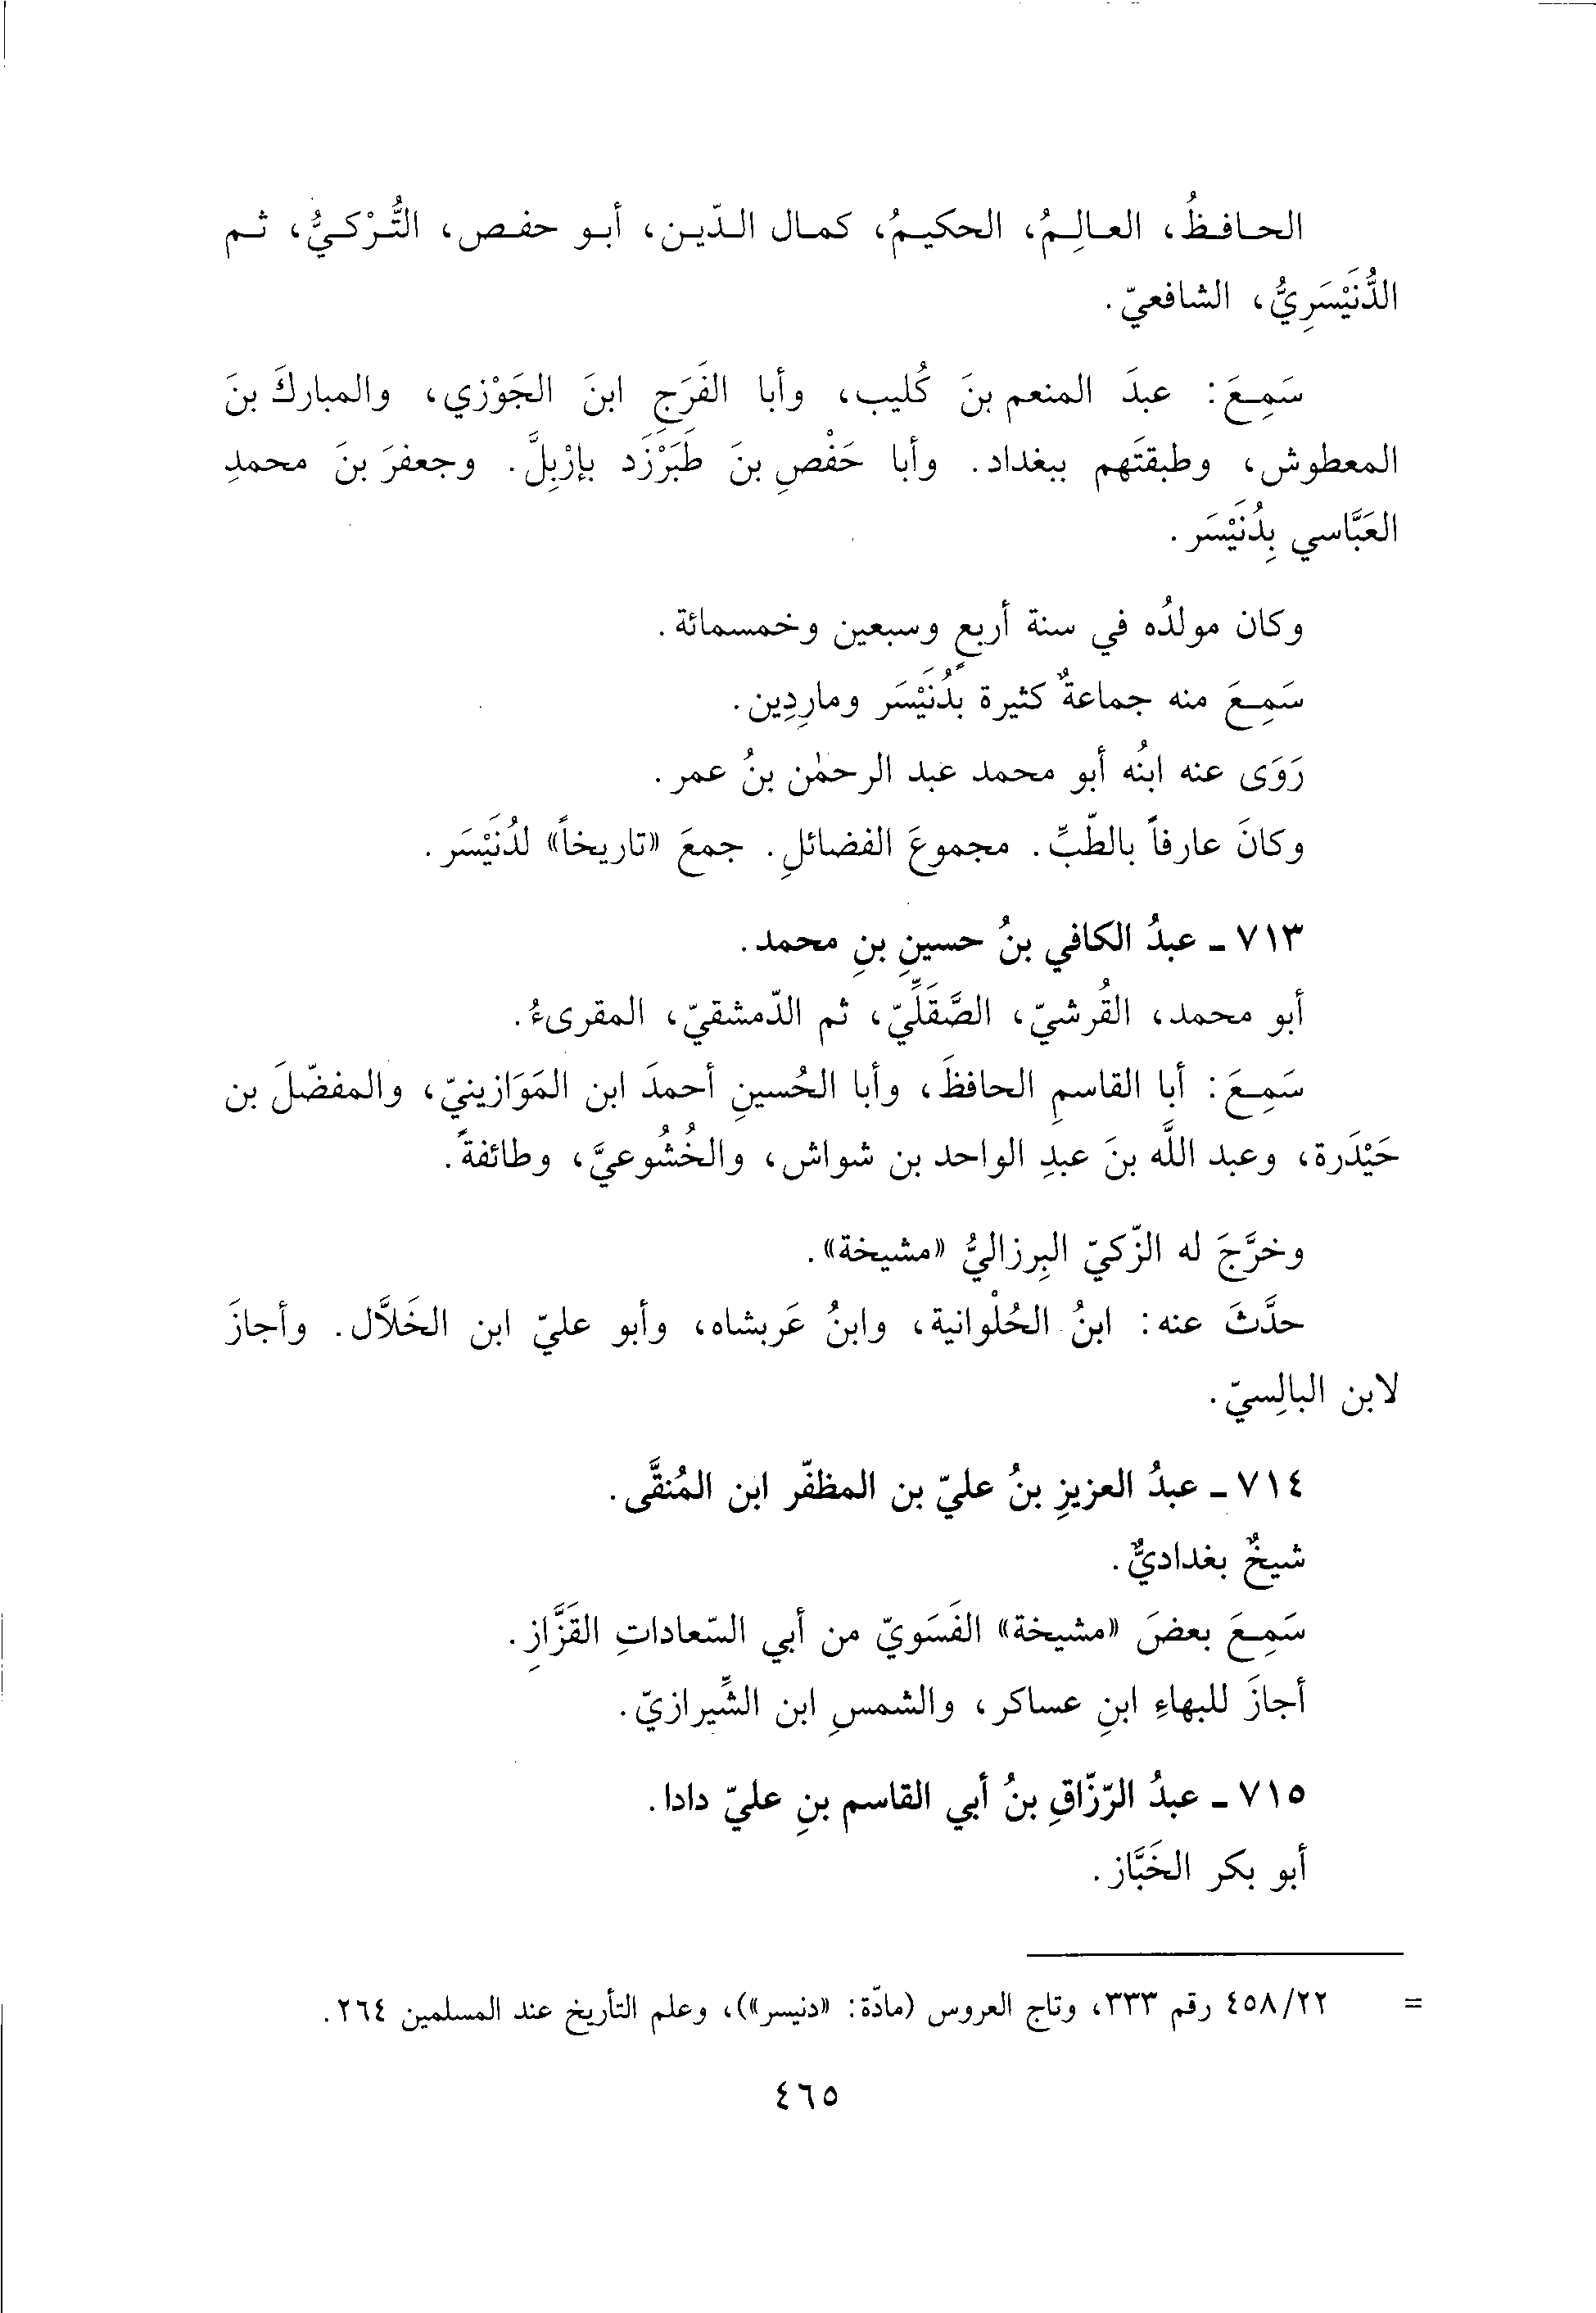 الحافظُ، العالِمُ، الحكيمُ، كمال الدّين، أبو حفص، التُّرْكيُّ، ثم
الدُّنَيْسَرِيُّ، الشافعيّ.
سَمِعَ: عبدَ المنعم بنَ كُليب، وأبا الفَرَجِ ابنَ الجَوْزي، والمباركَ بنَ
المعطوش، وطبقتَهم ببغداد. وأبا حَفْصِ بنَ طَبَرْزَد بإرْبِلَّ. وجعفرَ بنَ محمدِ
العَبَّاسي بِدُنَيْسَر.
وكان مولدُه في سنة أربعٍ وسبعين وخمسمائة.
سَمِعَ منه جماعةٌ كثيرة بدُنَيْسَر وماردِين.
رَوَى عنه ابنُه أبو محمد عبد الرحمٰن بنُ عمر.
وكانَ عارفاً بالطّبِّ. مجموعَ الفضائلِ. جمعَ «تاريخاً» لدُنَيْسَر.
٧١٣ ـ عبدُ الكافي بنُ حسينِ بنِ محمد.
أبو محمد، القُرشيّ، الصَّقَلِّيّ، ثم الدّمشقيّ، المقرىءُ.
سَمِعَ: أبا القاسمِ الحافظَ، وأبا الحُسينِ أحمدَ ابن المَوَازينيّ، والمفضّلَ بن
حَيْدَرة، وعبد اللَّه بنَ عبدِ الواحد بن شواش، والخُشُوعيَّ، وطائفةً.
وخرَّجَ له الزّكيّ البِرزاليُّ «مشيخة».
حدَّثَ عنه: ابنُ الحُلْوانية، وابنُ عَربشاه، وأبو عليّ ابن الخَلاَّل. وأجازَ
لابن البالِسيّ.
٧١٤ ـ عبدُ العزيزِ بنُ عليّ بن المظفّر ابن المُنقَّى.
شيخٌ بغداديٌّ.
سَمِعَ بعضَ «مشيخة» الفَسَويّ من أبي السّعاداتِ القَزَّازِ.
أجازَ للبهاءِ ابنِ عساكر، والشمسِ ابن الشِّيرازيّ.
٧١٥ ـ عبدُ الرّزّاقِ بنُ أبي القاسم بنِ عليّ دادا.
أبو بكر الخَبَّاز.
= ٤٥٨/٢٢ رقم ٣٣٣، وتاج العروس (مادّة: «دنيسر»)، وعلم التأريخ عند المسلمين ٢٦٤.
٤٦٥